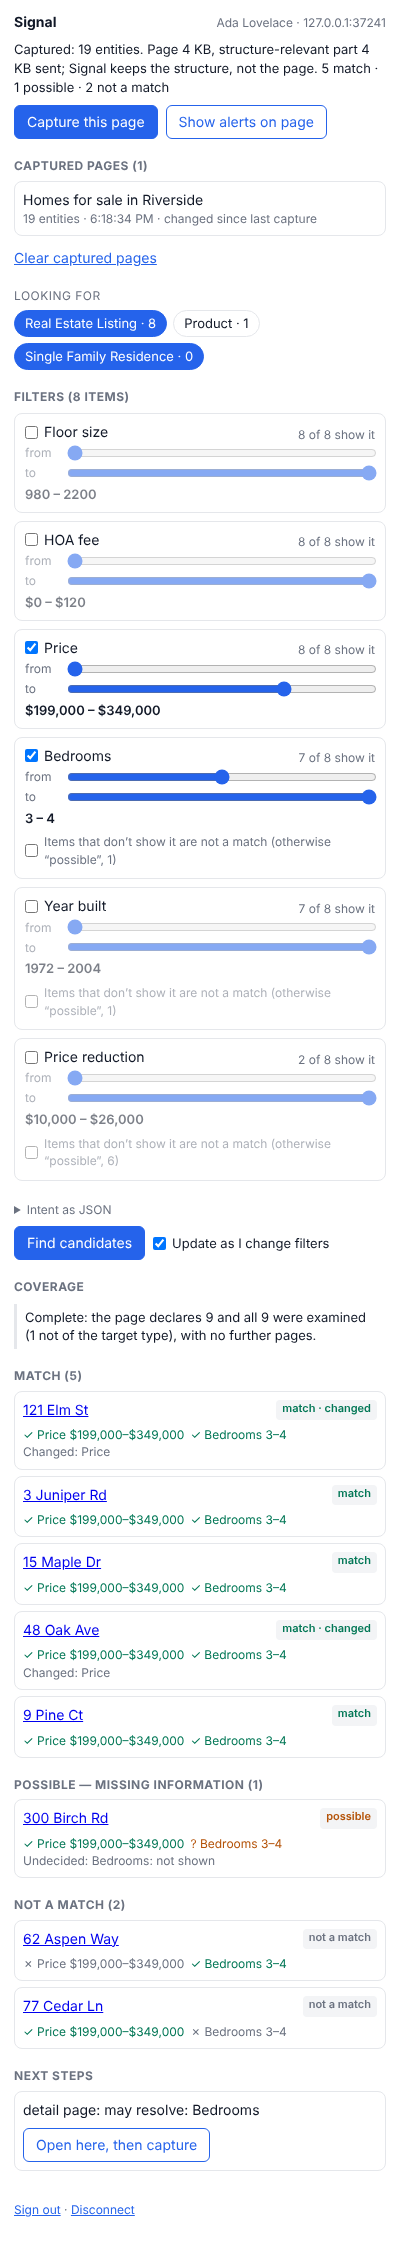 Signal
Ada Lovelace · 127.0.0.1:37241
Captured: 19 entities. Page 4 KB, structure-relevant part 4
KB sent; Signal keeps the structure, not the page. 5 match ·
1 possible · 2 not a match
Capture this page
Show alerts on page
CAPTURED PAGES (1)
Homes for sale in Riverside
19 entities · 6:18:34 PM · changed since last capture
Clear captured pages
LOOKING FOR
Real Estate Listing · 8
Product · 1
Single Family Residence · 0
FILTERS (8 ITEMS)
Floor size
8 of 8 show it
from
to
980 – 2200
HOA fee
8 of 8 show it
from
to
$0 – $120
Price
8 of 8 show it
from
to
$199,000 – $349,000
Bedrooms
7 of 8 show it
from
to
3 – 4
Items that don’t show it are not a match (otherwise
“possible”, 1)
Year built
7 of 8 show it
from
to
1972 – 2004
Items that don’t show it are not a match (otherwise
“possible”, 1)
Price reduction
2 of 8 show it
from
to
$10,000 – $26,000
Items that don’t show it are not a match (otherwise
“possible”, 6)
Intent as JSON
Find candidates
Update as I change filters
COVERAGE
Complete: the page declares 9 and all 9 were examined
(1 not of the target type), with no further pages.
MATCH (5)
121 Elm St
match · changed
✓ Price $199,000–$349,000 ✓ Bedrooms 3–4
Changed: Price
3 Juniper Rd
match
✓ Price $199,000–$349,000 ✓ Bedrooms 3–4
15 Maple Dr
match
✓ Price $199,000–$349,000 ✓ Bedrooms 3–4
48 Oak Ave
match · changed
✓ Price $199,000–$349,000 ✓ Bedrooms 3–4
Changed: Price
9 Pine Ct
match
✓ Price $199,000–$349,000 ✓ Bedrooms 3–4
POSSIBLE — MISSING INFORMATION (1)
300 Birch Rd
possible
✓ Price $199,000–$349,000 ? Bedrooms 3–4
Undecided: Bedrooms: not shown
NOT A MATCH (2)
62 Aspen Way
not a match
✕ Price $199,000–$349,000 ✓ Bedrooms 3–4
77 Cedar Ln
not a match
✓ Price $199,000–$349,000 ✕ Bedrooms 3–4
NEXT STEPS
detail page: may resolve: Bedrooms
Open here, then capture
Sign out · Disconnect